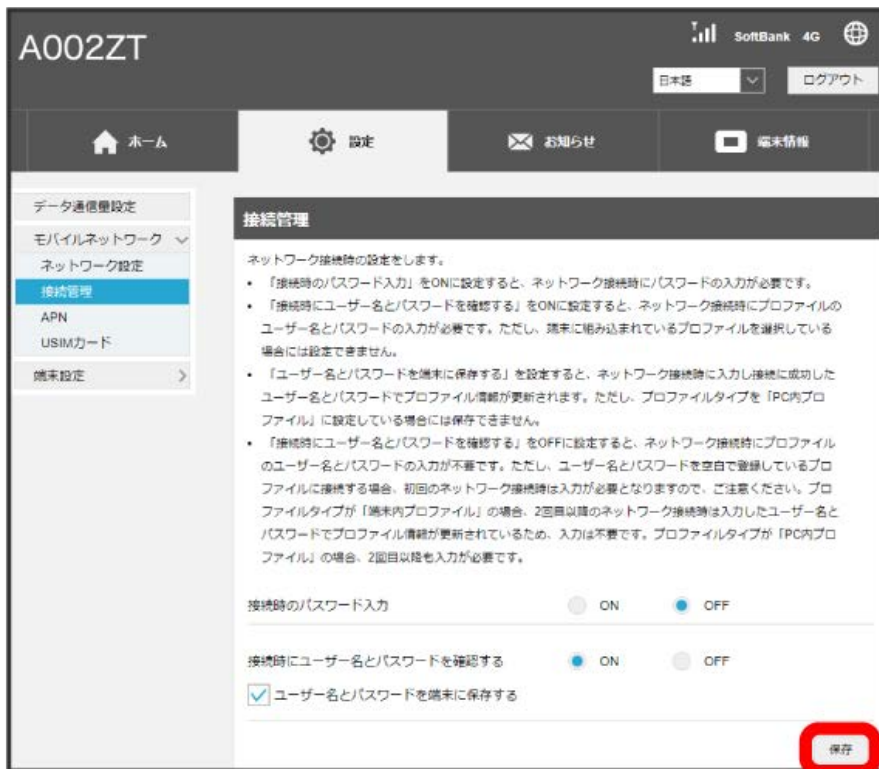 A002ZT
SoftBank 4G
日本語
ログアウト
ホーム
設定
お知らせ
端末情報
データ通信量設定
モバイルネットワーク
ネットワーク設定
接続管理
APN
USIMカード
端末設定
接続管理
ネットワーク接続時の設定をします。
• 「接続時のパスワード入力」をONに設定すると、ネットワーク接続時にパスワードの入力が必要です。
• 「接続時にユーザー名とパスワードを確認する」をONに設定すると、ネットワーク接続時にプロファイルの
ユーザー名とパスワードの入力が必要です。ただし、端末に組み込まれているプロファイルを選択している
場合には設定できません。
• 「ユーザー名とパスワードを端末に保存する」を設定すると、ネットワーク接続時に入力し接続に成功した
ユーザー名とパスワードでプロファイル情報が更新されます。ただし、プロファイルタイプを「PC内プロ
ファイル」に設定している場合には保存できません。
• 「接続時にユーザー名とパスワードを確認する」をOFFに設定すると、ネットワーク接続時にプロファイル
のユーザー名とパスワードの入力が不要です。ただし、ユーザー名とパスワードを空白で登録しているプロ
ファイルに接続する場合、初回のネットワーク接続時は入力が必要となりますので、ご注意ください。プロ
ファイルタイプが「端末内プロファイル」の場合、2回目以降のネットワーク接続時は入力したユーザー名と
パスワードでプロファイル情報が更新されているため、入力は不要です。プロファイルタイプが「PC内プロ
ファイル」の場合、2回目以降も入力が必要です。
接続時のパスワード入力 ON OFF
接続時にユーザー名とパスワードを確認する ON OFF
ユーザー名とパスワードを端末に保存する
保存